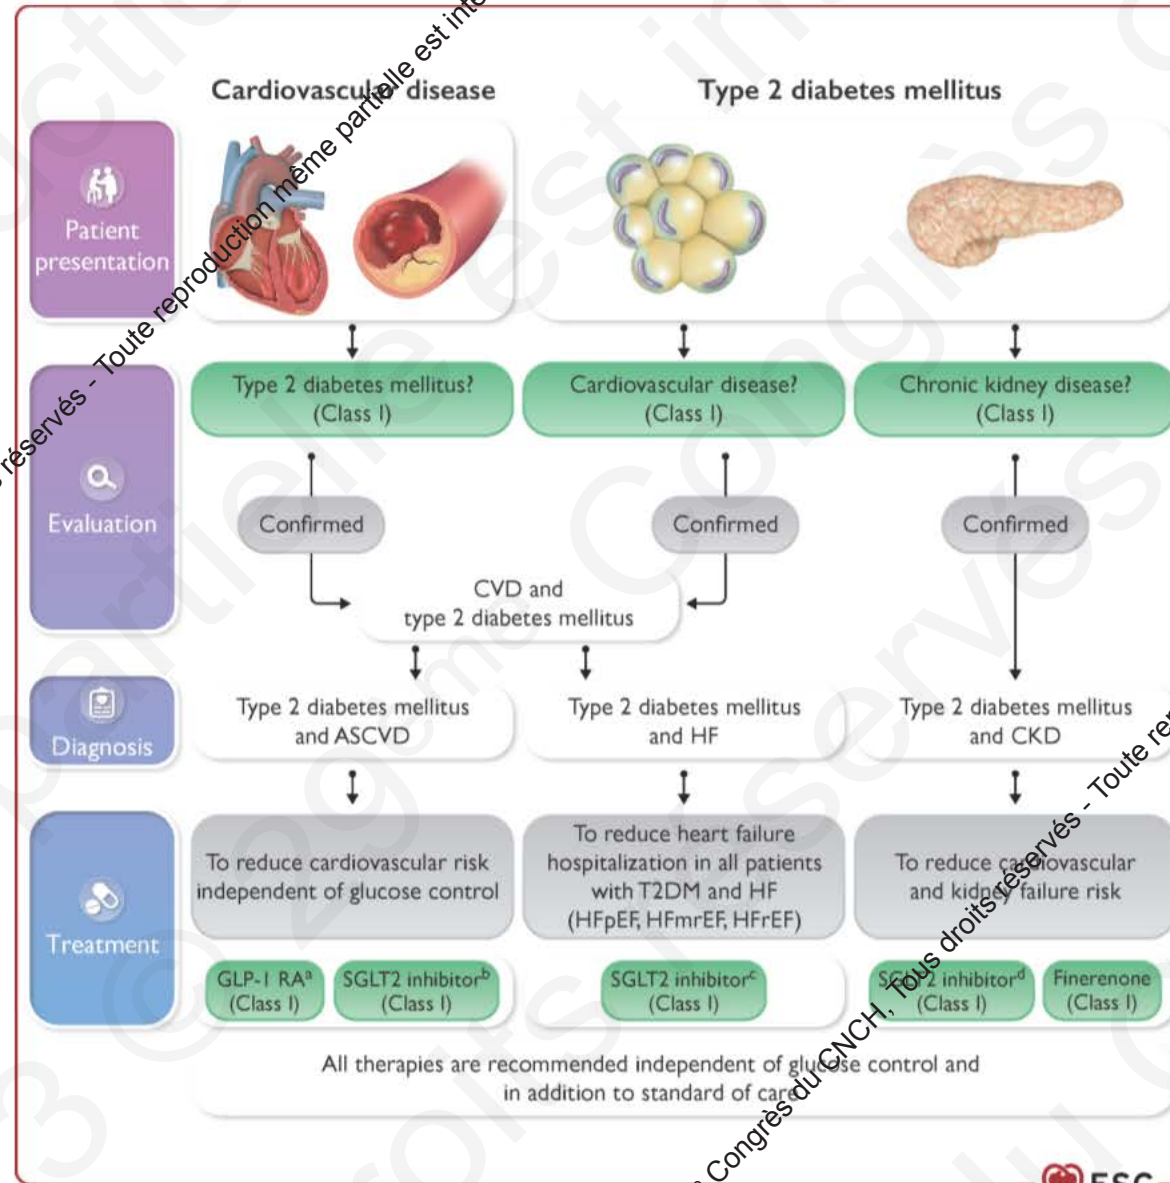 Cardiovascular disease
Type 2 diabetes mellitus
Patient
presentation
Type 2 diabetes mellitus?
(Class I)
Cardiovascular disease?
(Class I)
Chronic kidney disease?
(Class I)
Evaluation
Confirmed
Confirmed
Confirmed
CVD and
type 2 diabetes mellitus
Diagnosis
Type 2 diabetes mellitus
and ASCVD
Type 2 diabetes mellitus
and HF
Type 2 diabetes mellitus
and CKD
Treatment
To reduce cardiovascular risk
independent of glucose control
To reduce heart failure
hospitalization in all patients
with T2DM and HF
(HFpEF, HFmrEF, HFrEF)
To reduce cardiovascular
and kidney failure risk
GLP-1 RAᵃ
(Class I)
SGLT2 inhibitorᵇ
(Class I)
SGLT2 inhibitorᶜ
(Class I)
SGLT2 inhibitorᵈ
(Class I)
Finerenone
(Class I)
All therapies are recommended independent of glucose control and
in addition to standard of care
ESC
réservés - Toute reproduction même partielle est
Congrès du CNCH, Tous droits réservés - Toute